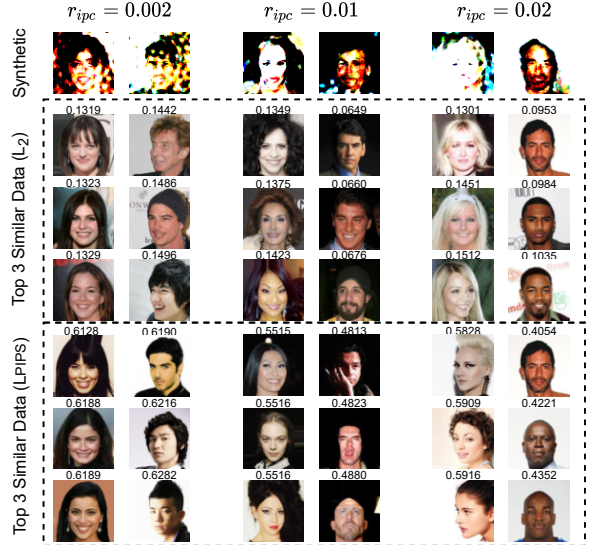 r_ipc = 0.002 r_ipc = 0.01 r_ipc = 0.02
Synthetic
Top 3 Similar Data (L₂)
0.1319 0.1442 0.1349 0.0649 0.1301 0.0953
0.1323 0.1486 0.1375 0.0660 0.1451 0.0984
0.1329 0.1496 0.1423 0.0676 0.1512 0.1035
Top 3 Similar Data (LPIPS)
0.6128 0.6190 0.5515 0.4813 0.5828 0.4054
0.6188 0.6216 0.5516 0.4823 0.5909 0.4221
0.6189 0.6282 0.5516 0.4880 0.5916 0.4352